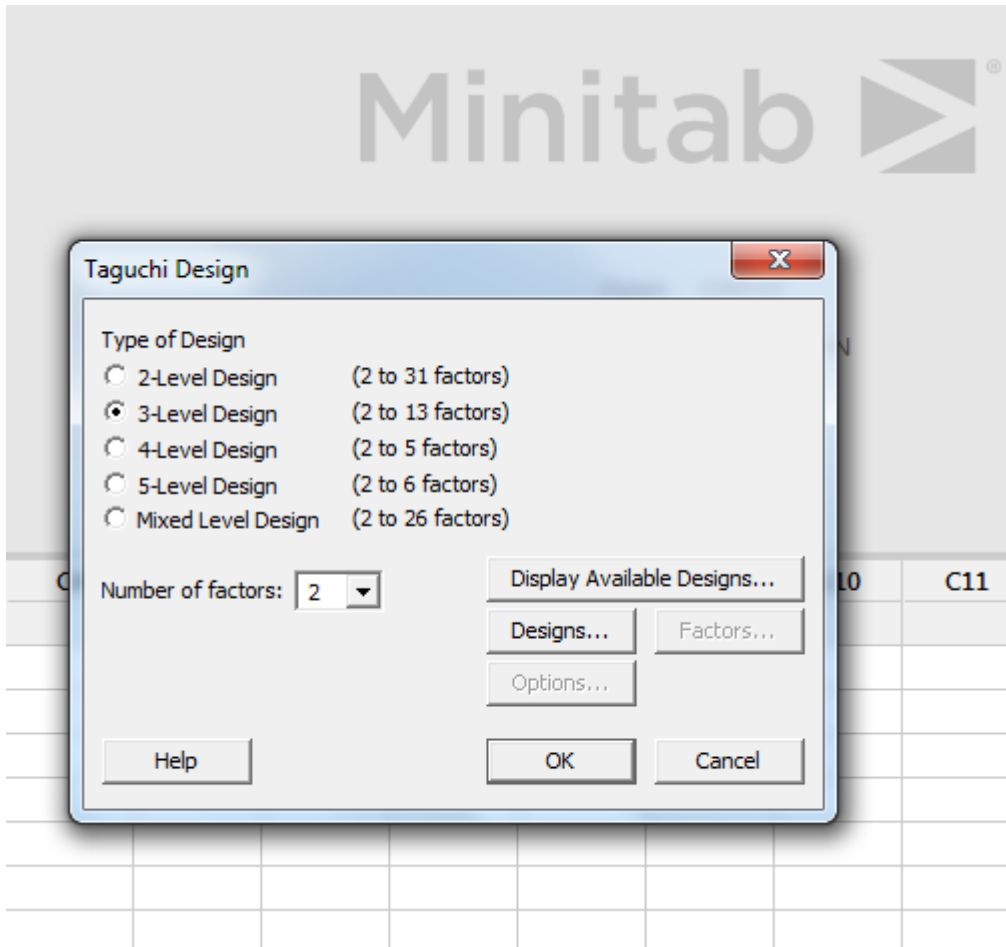 Minitab ®
Taguchi Design
Type of Design
2-Level Design (2 to 31 factors)
3-Level Design (2 to 13 factors)
4-Level Design (2 to 5 factors)
5-Level Design (2 to 6 factors)
Mixed Level Design (2 to 26 factors)
Number of factors: 2
Display Available Designs...
Designs... Factors...
Options...
Help OK Cancel
C11